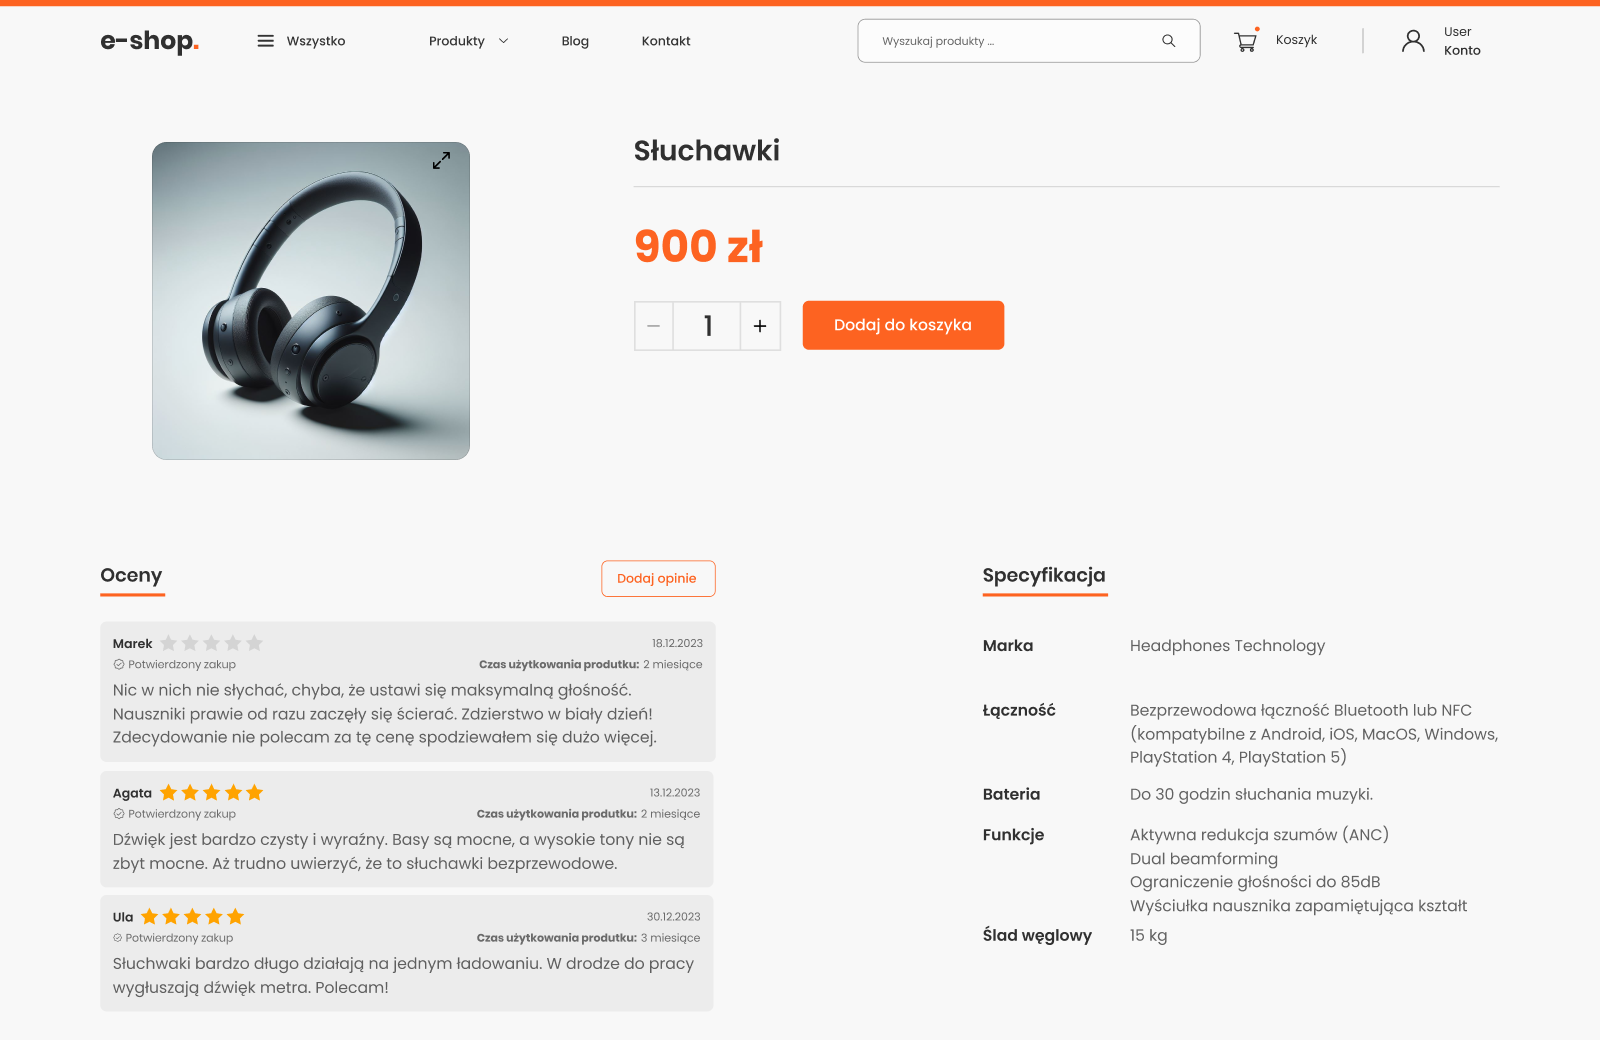 e-shop.
Wszystko
Produkty
Blog
Kontakt
Wyszukaj produkty ...
Koszyk
User
Konto
Słuchawki
900 zł
1
Dodaj do koszyka
Oceny
Dodaj opinie
Marek
18.12.2023
Potwierdzony zakup
Czas użytkowania produtku: 2 miesiące
Nic w nich nie słychać, chyba, że ustawi się maksymalną głośność.
Nauszniki prawie od razu zaczęły się ścierać. Zdzierstwo w biały dzień!
Zdecydowanie nie polecam za tę cenę spodziewałem się dużo więcej.
Agata
13.12.2023
Potwierdzony zakup
Czas użytkowania produtku: 2 miesiące
Dźwięk jest bardzo czysty i wyraźny. Basy są mocne, a wysokie tony nie są
zbyt mocne. Aż trudno uwierzyć, że to słuchawki bezprzewodowe.
Ula
30.12.2023
Potwierdzony zakup
Czas użytkowania produtku: 3 miesiące
Słuchwaki bardzo długo działają na jednym ładowaniu. W drodze do pracy
wygłuszają dźwięk metra. Polecam!
Specyfikacja
Marka
Headphones Technology
Łączność
Bezprzewodowa łączność Bluetooth lub NFC
(kompatybilne z Android, iOS, MacOS, Windows,
PlayStation 4, PlayStation 5)
Bateria
Do 30 godzin słuchania muzyki.
Funkcje
Aktywna redukcja szumów (ANC)
Dual beamforming
Ograniczenie głośności do 85dB
Wyściułka nausznika zapamiętująca kształt
Ślad węglowy
15 kg